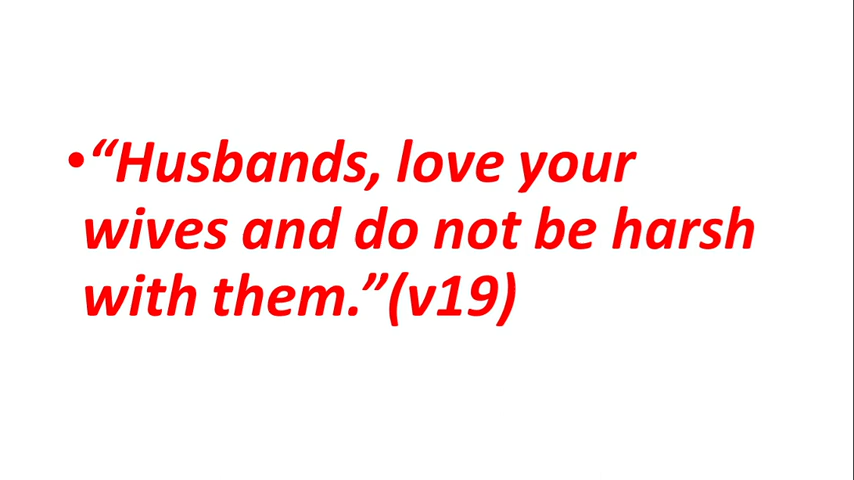 •“Husbands, love your
wives and do not be harsh
with them.”(v19)